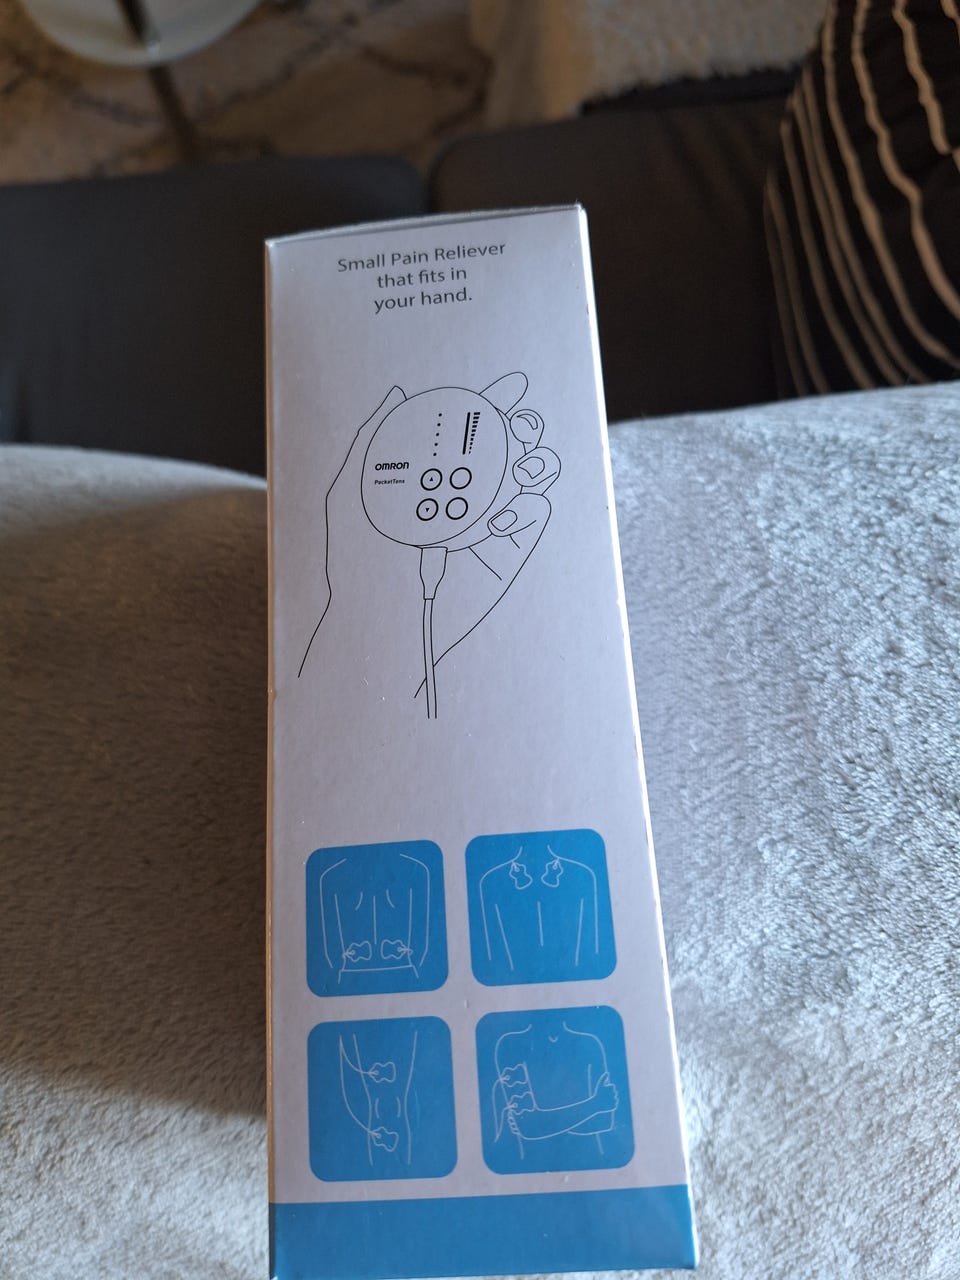 Small Pain Reliever
that fits in
your hand.
OMRON
PocketTens